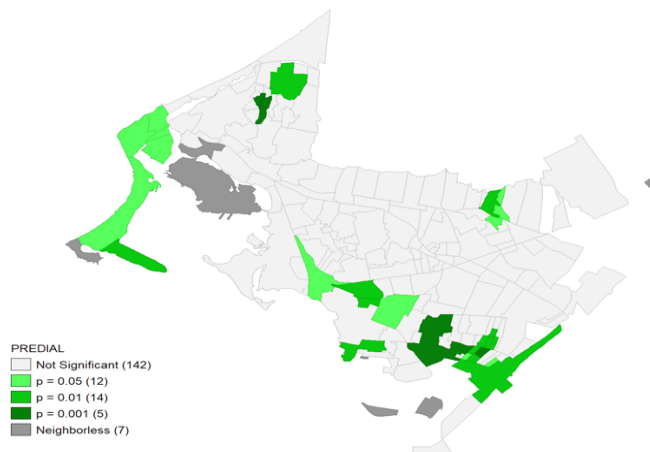 PREDIAL
Not Significant (142)
p = 0.05 (12)
p = 0.01 (14)
p = 0.001 (5)
Neighborless (7)